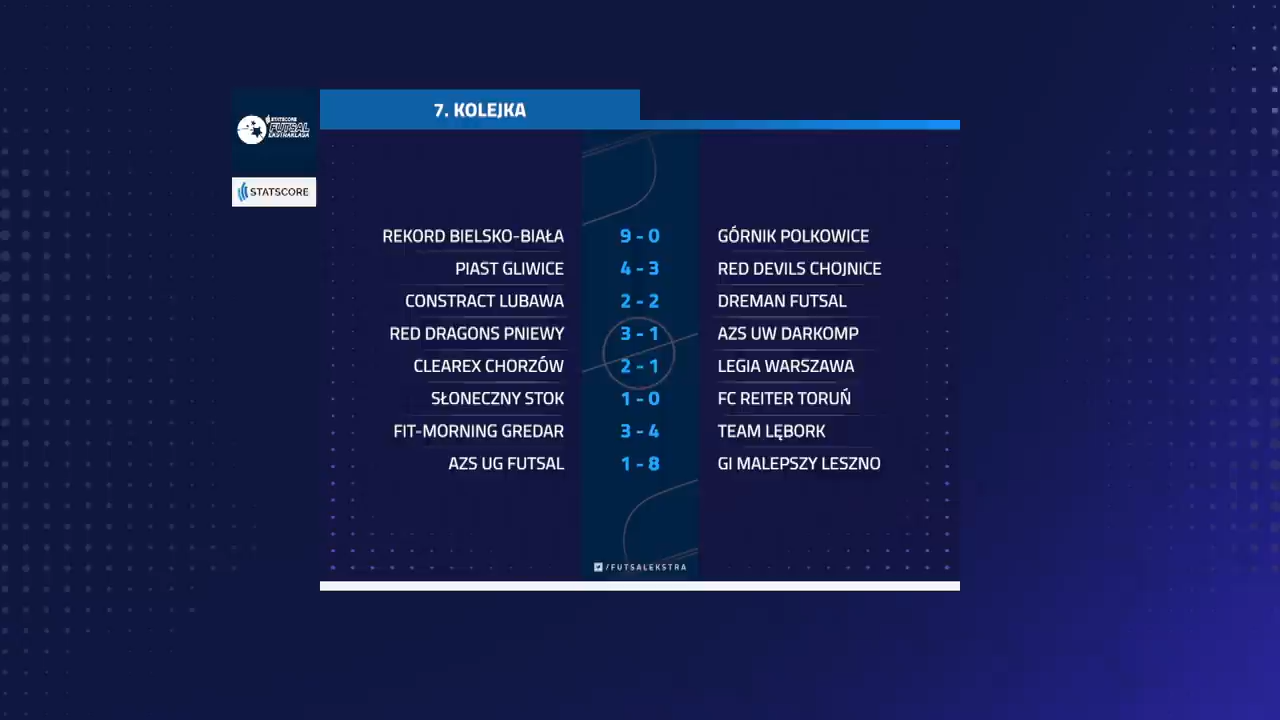 7. KOLEJKA
STATSCORE
FUTSAL
EKSTRAKLASA
STATSCORE
REKORD BIELSKO-BIAŁA 9 - 0 GÓRNIK POLKOWICE
PIAST GLIWICE 4 - 3 RED DEVILS CHOJNICE
CONSTRACT LUBAWA 2 - 2 DREMAN FUTSAL
RED DRAGONS PNIEWY 3 - 1 AZS UW DARKOMP
CLEAREX CHORZÓW 2 - 1 LEGIA WARSZAWA
SŁONECZNY STOK 1 - 0 FC REITER TORUŃ
FIT-MORNING GREDAR 3 - 4 TEAM LĘBORK
AZS UG FUTSAL 1 - 8 GI MALEPSZY LESZNO
/FUTSALEKSTRA